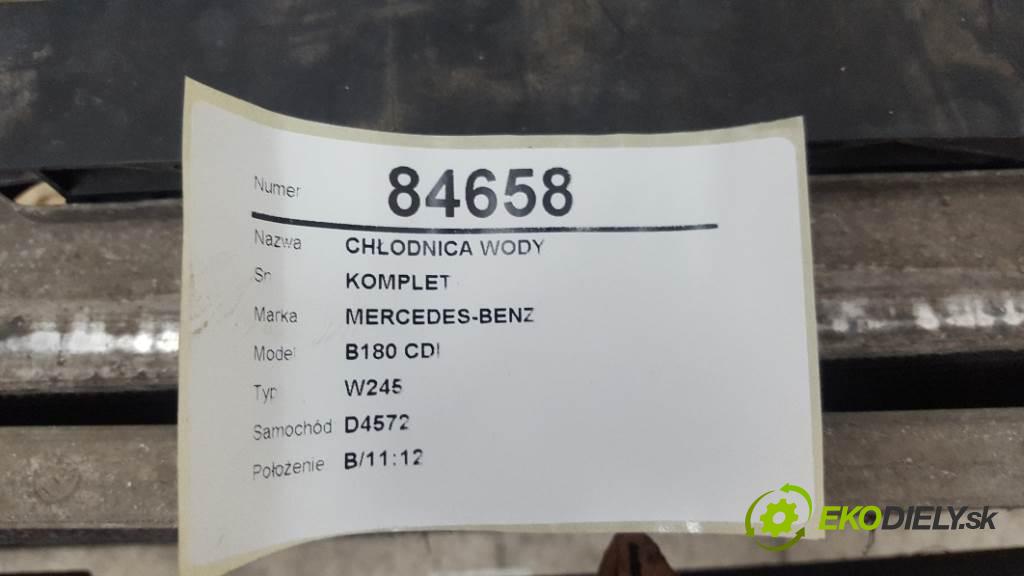 Numer 84658
Nazwa CHŁODNICA WODY
Sn KOMPLET
Marka MERCEDES-BENZ
Model B180 CDI
Typ W245
Samochód D4572
Położenie B/11:12
EKODIELY.sk